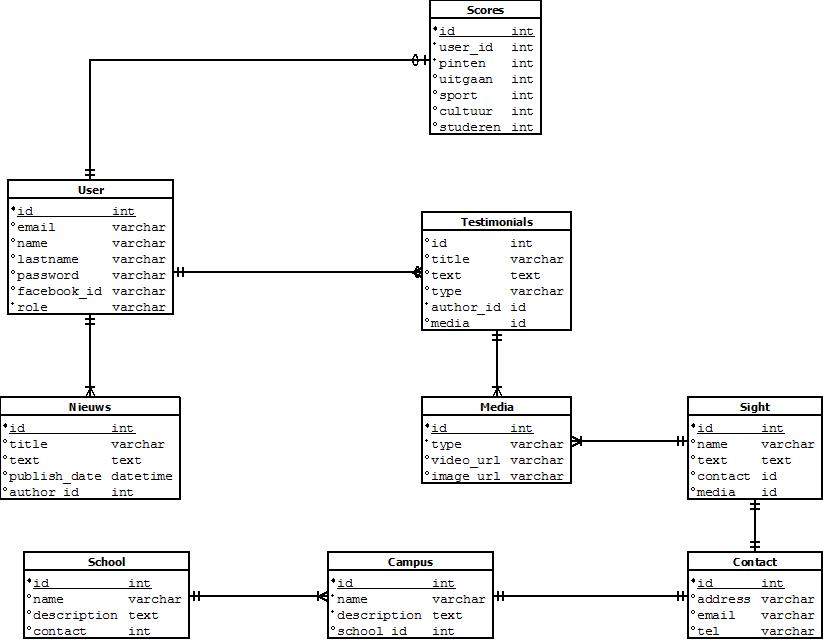 Scores
id int
user_id int
pinten int
uitgaan int
sport int
cultuur int
studeren int
User
id int
email varchar
name varchar
lastname varchar
password varchar
facebook_id varchar
role varchar
Testimonials
id int
title varchar
text text
type varchar
author_id id
media id
Nieuws
id int
title varchar
text text
publish_date datetime
author_id int
Media
id int
type varchar
video_url varchar
image_url varchar
Sight
id int
name varchar
text text
contact id
media id
School
id int
name varchar
description text
contact int
Campus
id int
name varchar
description text
school_id int
Contact
id int
address varchar
email varchar
tel varchar